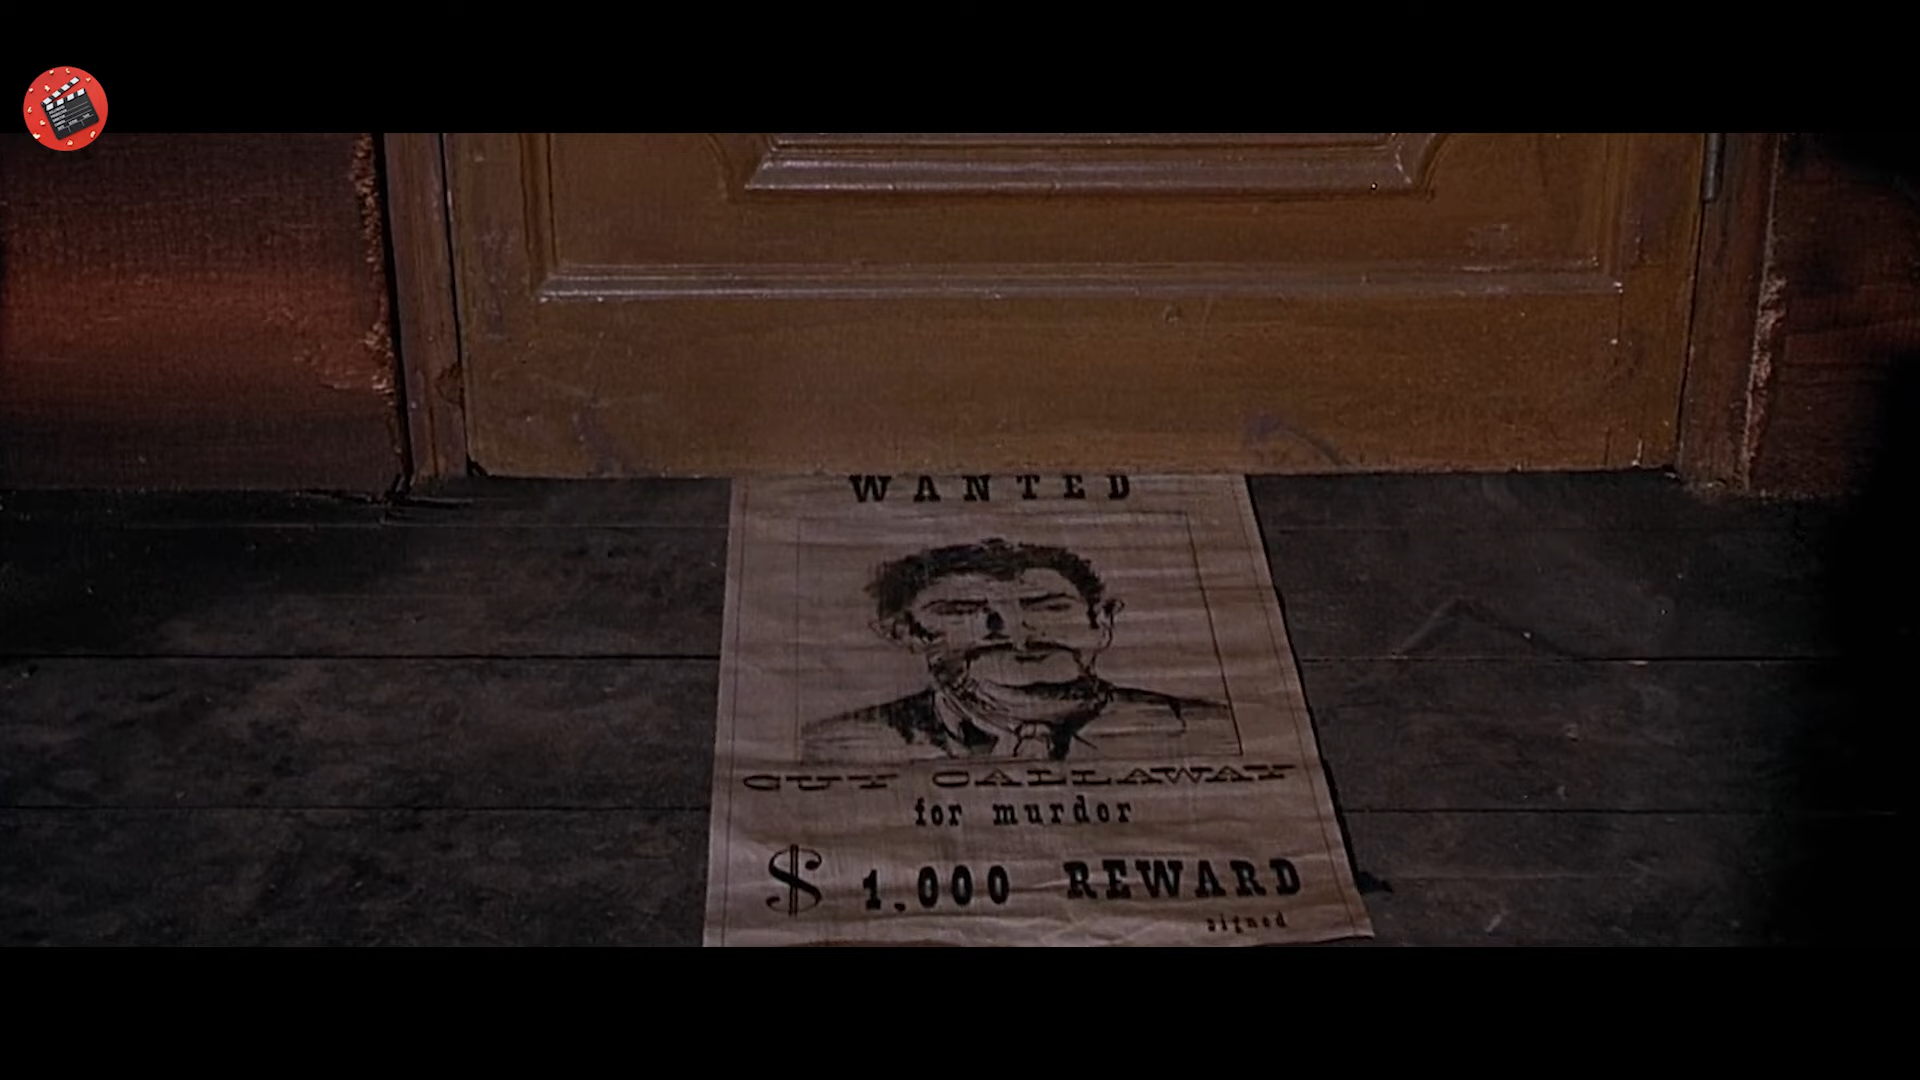 WANTED
GUY CALLAWAY
for murder
$ 1.000 REWARD
signed